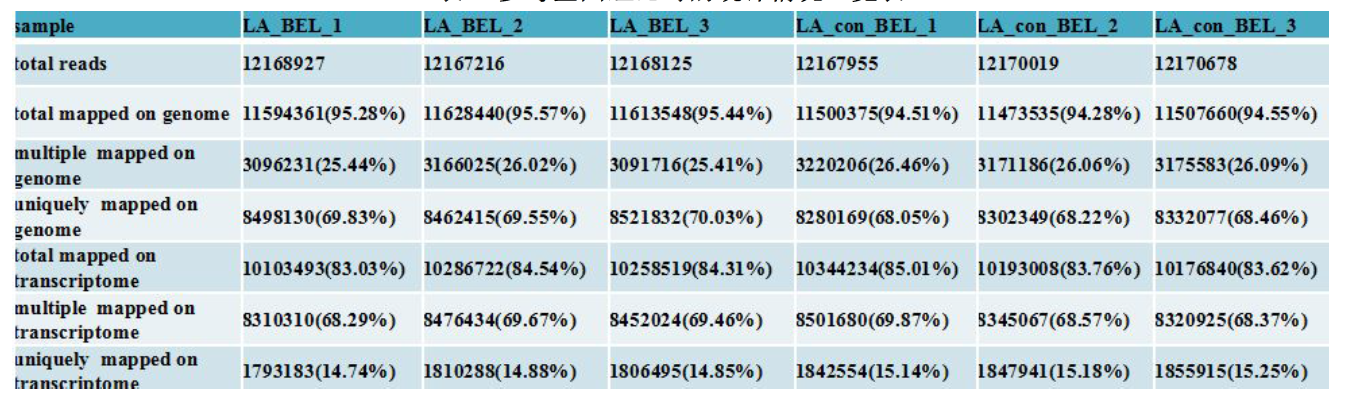 sample LA_BEL_1 LA_BEL_2 LA_BEL_3 LA_con_BEL_1 LA_con_BEL_2 LA_con_BEL_3
total reads 12168927 12167216 12168125 12167955 12170019 12170678
total mapped on genome 11594361(95.28%) 11628440(95.57%) 11613548(95.44%) 11500375(94.51%) 11473535(94.28%) 11507660(94.55%)
multiple mapped on
genome 3096231(25.44%) 3166025(26.02%) 3091716(25.41%) 3220206(26.46%) 3171186(26.06%) 3175583(26.09%)
uniquely mapped on
genome 8498130(69.83%) 8462415(69.55%) 8521832(70.03%) 8280169(68.05%) 8302349(68.22%) 8332077(68.46%)
total mapped on
transcriptome 10103493(83.03%) 10286722(84.54%) 10258519(84.31%) 10344234(85.01%) 10193008(83.76%) 10176840(83.62%)
multiple mapped on
transcriptome 8310310(68.29%) 8476434(69.67%) 8452024(69.46%) 8501680(69.87%) 8345067(68.57%) 8320925(68.37%)
uniquely mapped on
transcriptome 1793183(14.74%) 1810288(14.88%) 1806495(14.85%) 1842554(15.14%) 1847941(15.18%) 1855915(15.25%)